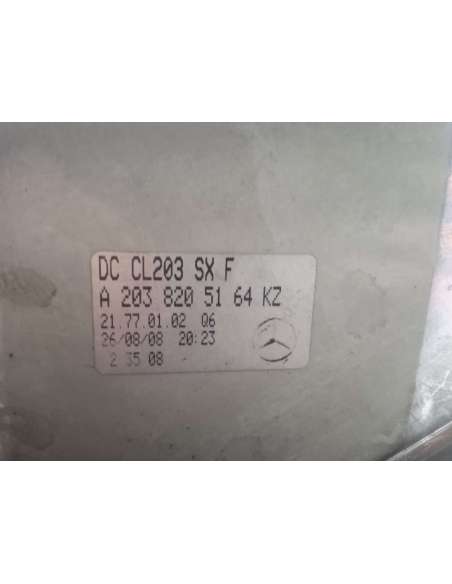 DC CL203 SX F
A 203 820 51 64 KZ
21.77.01.02 Q6
26/08/08 20:23
2 35 08 -